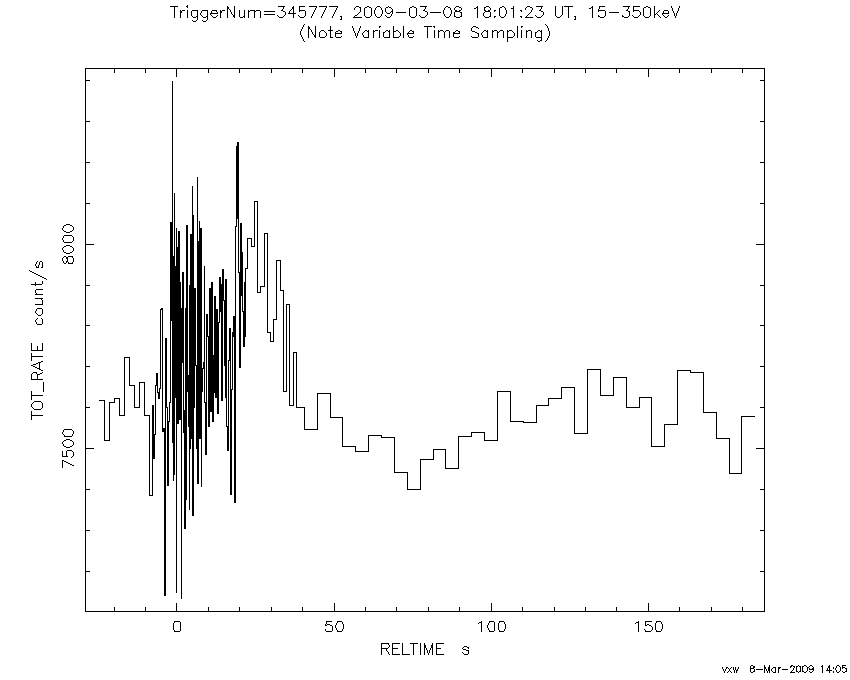 TriggerNum=345777, 2009-03-08 18:01:23 UT, 15-350keV
(Note Variable Time Sampling)
TOT_RATE count/s
8000
7500
0 50 100 150
RELTIME s
vxw 8-Mar-2009 14:05